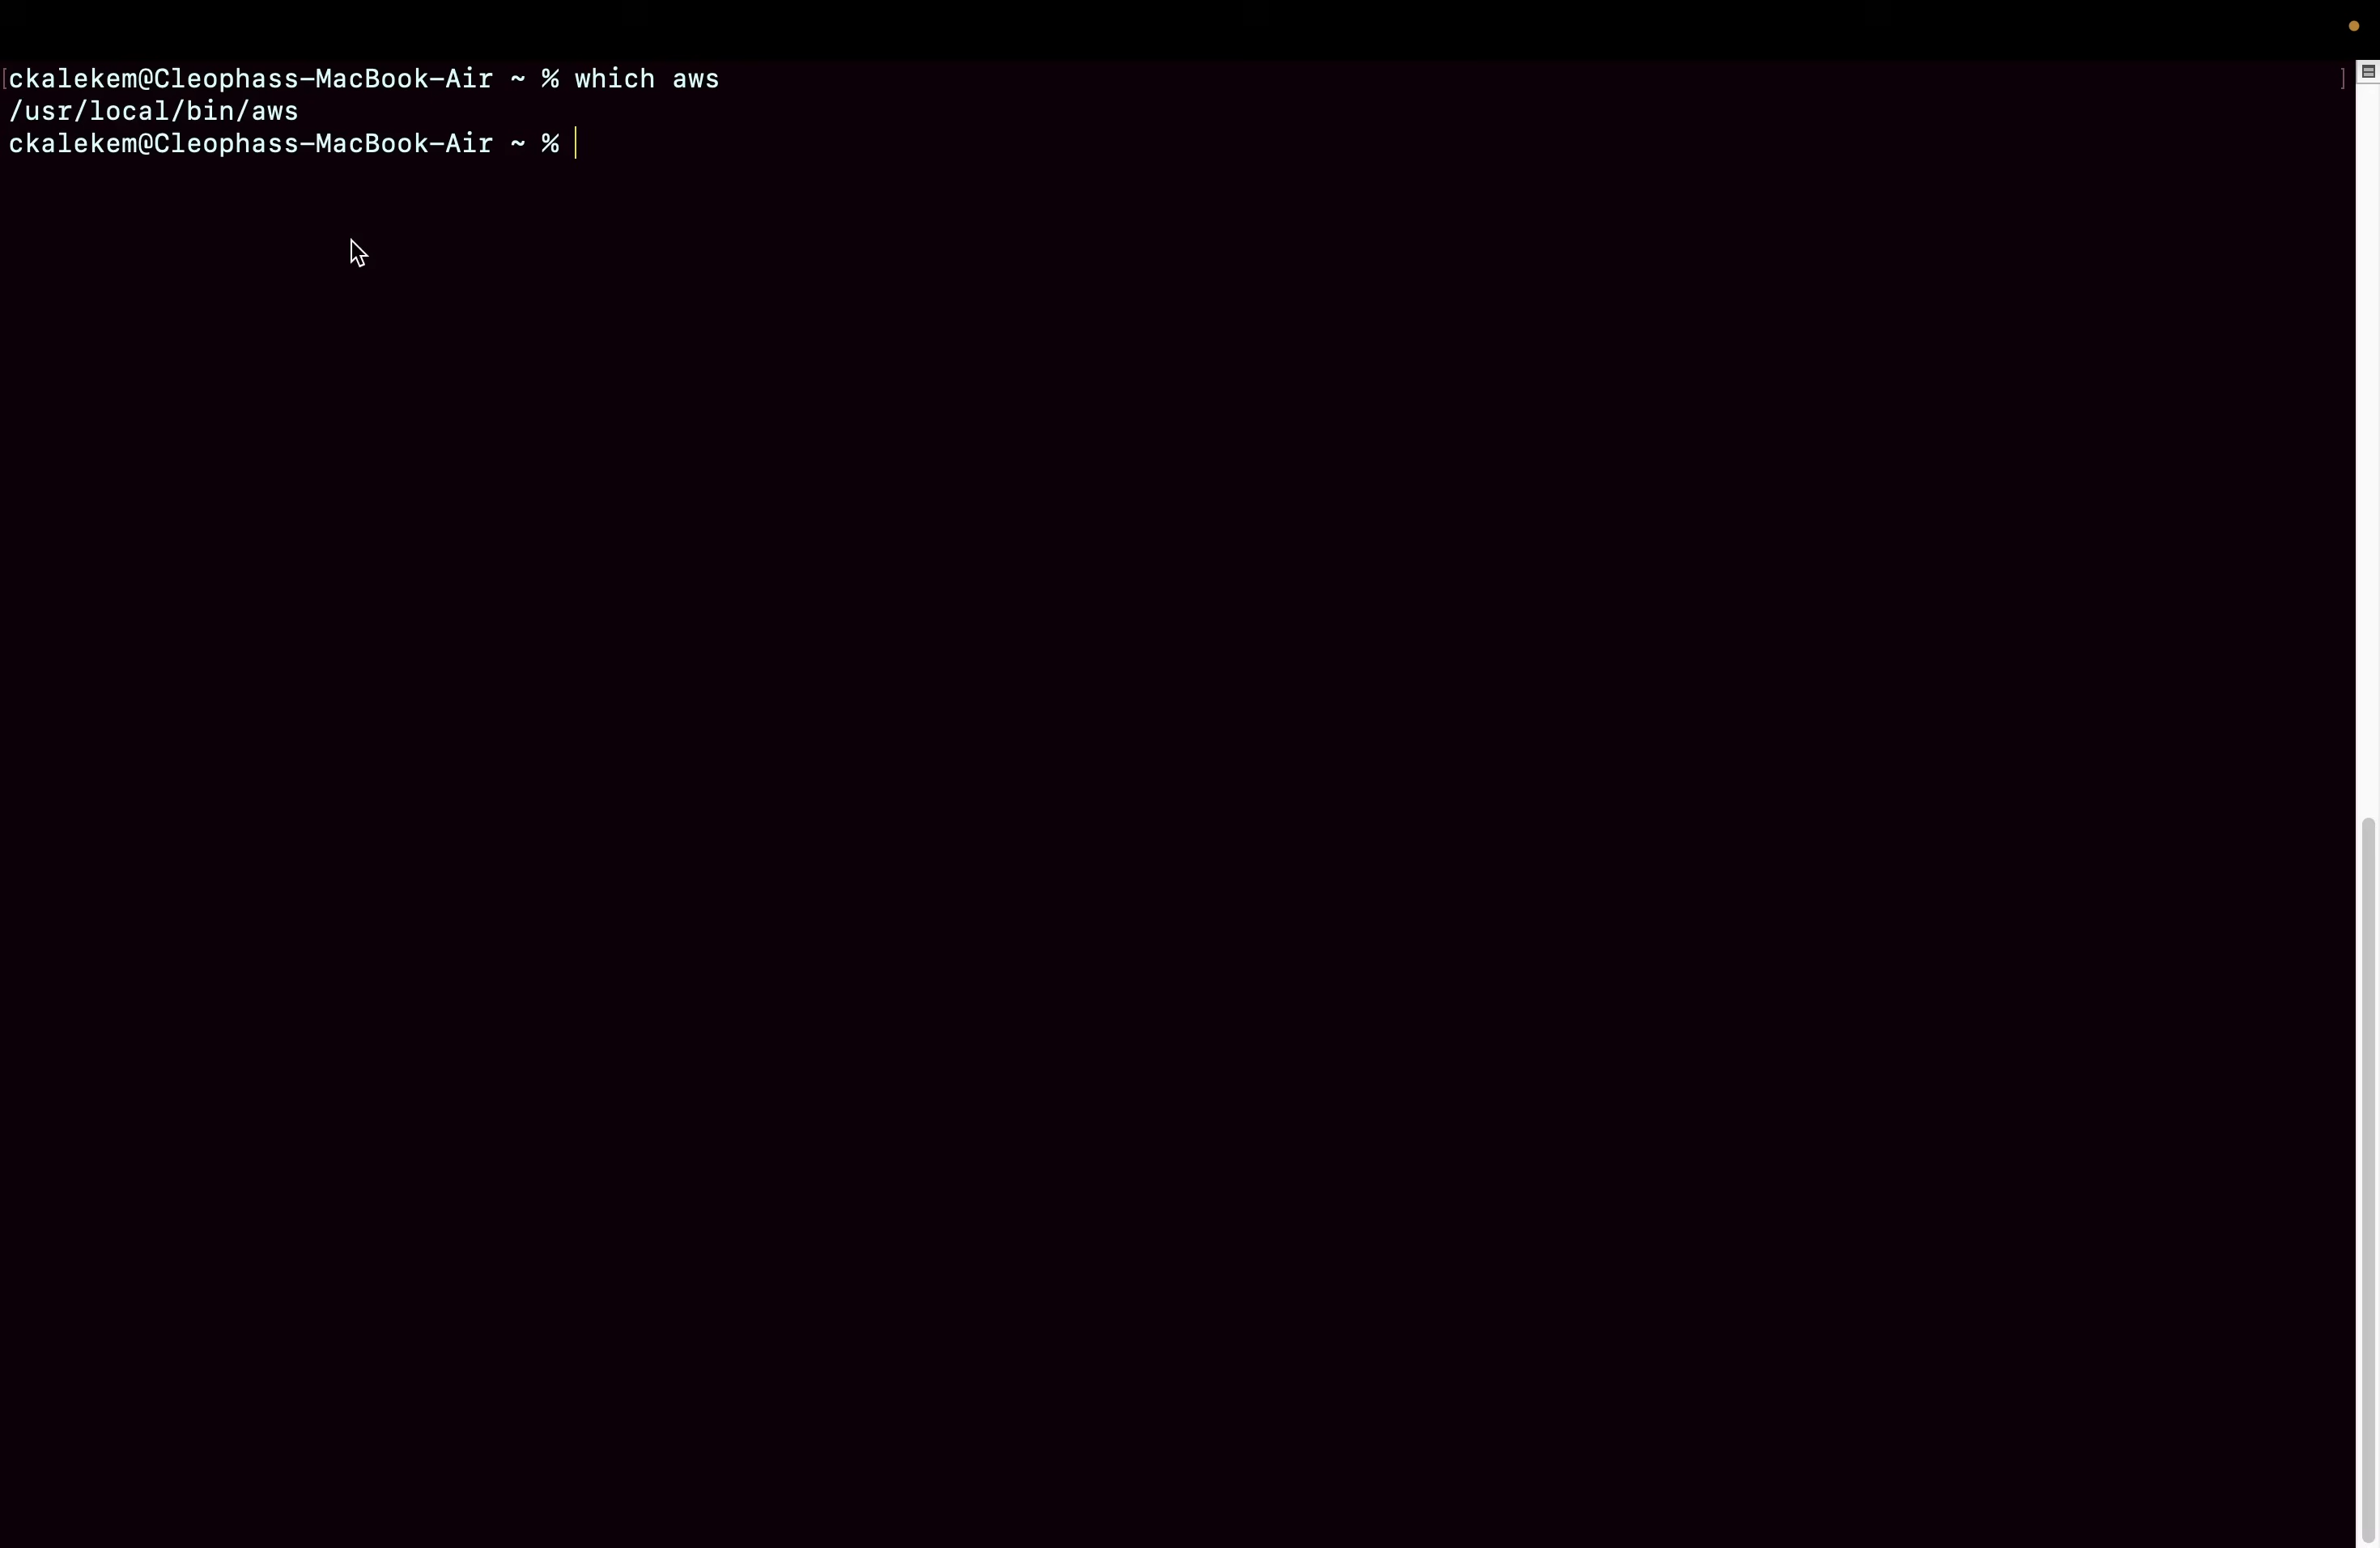 ckalekem@Cleophass-MacBook-Air ~ % which aws
/usr/local/bin/aws
ckalekem@Cleophass-MacBook-Air ~ %